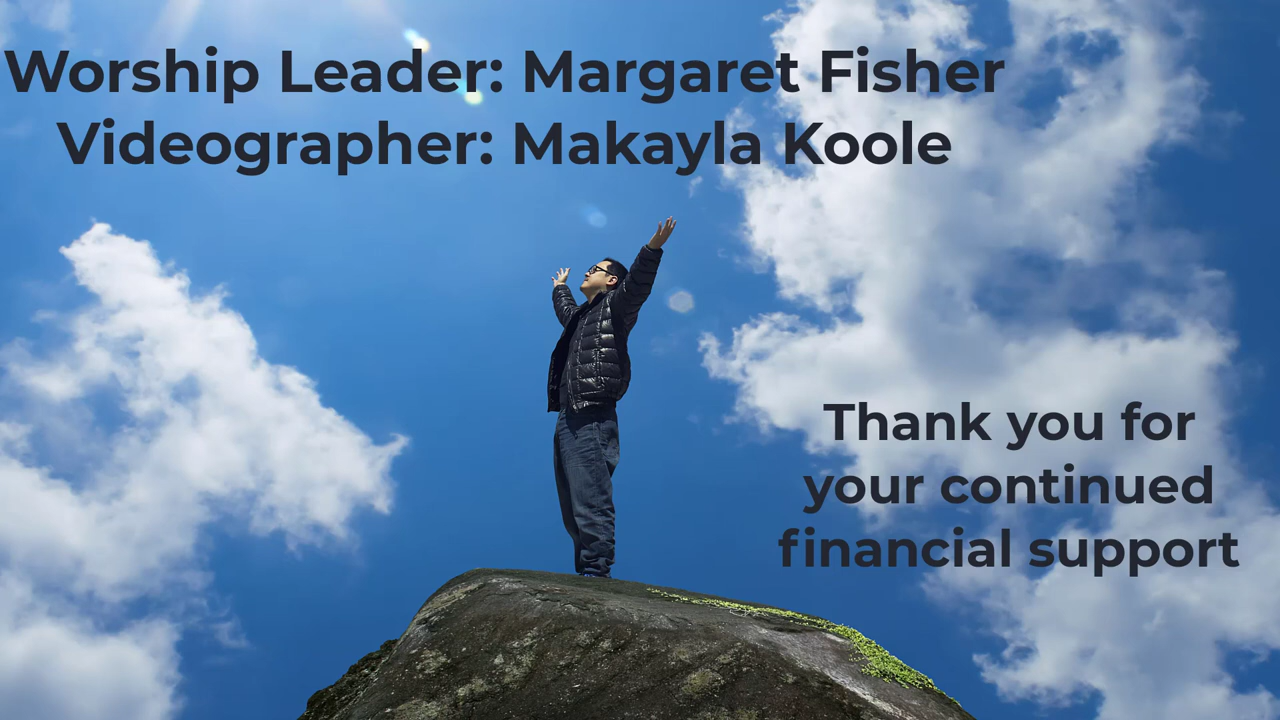 Worship Leader: Margaret Fisher
Videographer: Makayla Koole
Thank you for
your continued
financial support